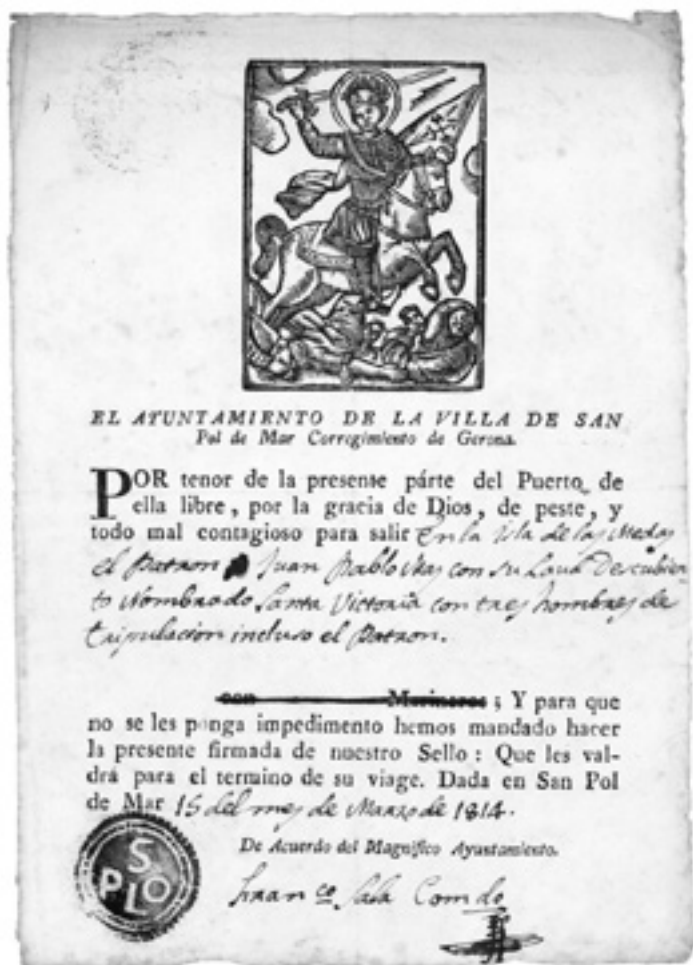 EL AYUNTAMIENTO DE LA VILLA DE SAN
Pol de Mar Corregimiento de Gerona.
POR tenor de la presense párte del Puerto de
ella libre, por la gracia de Dios, de peste, y
todo mal contagioso para salir En la isla de las Medas
el Patron Juan Pablo Mas con su Laud Descubier
to Nombrado Santa Victoria con tres hombres de
tripulacion incluso el Patron.
con Marineros ; Y para que
no se les ponga impedimento hemos mandado hacer
la presente firmada de nuestro Sello : Que les val-
drá para el termino de su viage. Dada en San Pol
de Mar 15 del mes de Marzo de 1814.
De Acuerdo del Magnifico Ayuntamiento.
S
PLO
Franco Sala Comdo